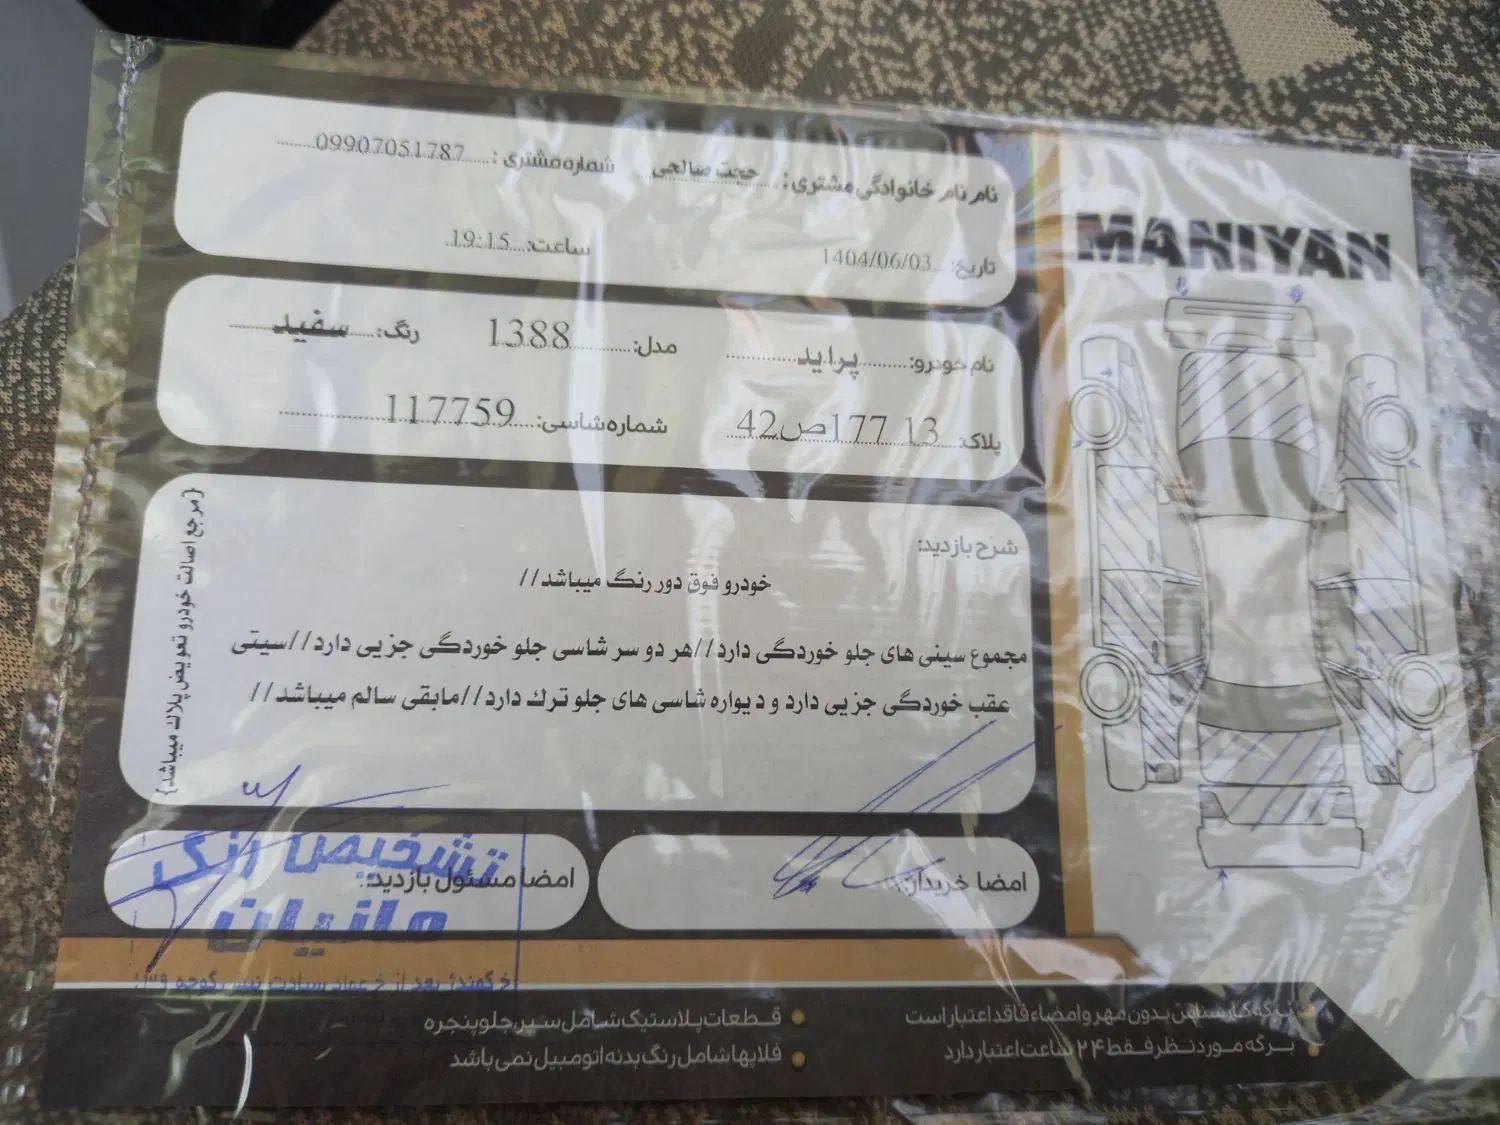 MANIYAN
نام نام خانوادگی مشتری: حجت صالحی شماره مشتری: 09907051787
تاریخ: 1404/06/03 ساعت: 19:15
نام خودرو: پراید مدل: 1388 رنگ: سفید
پلاک: 13 177ص42 شماره شاسی: 117759
شرح بازدید:
خودرو فوق دور رنگ میباشد//
مجموع سینی های جلو خوردگی دارد//هر دو سر شاسی جلو خوردگی جزیی دارد//سیتی
عقب خوردگی جزیی دارد و دیواره شاسی های جلو ترک دارد//مابقی سالم میباشد//
{مرجع اصالت خودرو تعویض پلاک میباشد}
امضا خریدار:
امضا مسئول بازدید:
تشخیص رنگ
مانیان
برگه کارشناس بدون مهر و امضاء فاقد اعتبار است
برگه مورد نظر فقط ۲۴ ساعت اعتبار دارد
قطعات پلاستیک شامل سپر، جلو پنجره
قلاپها شامل رنگ بدنه اتومبیل نمی باشد